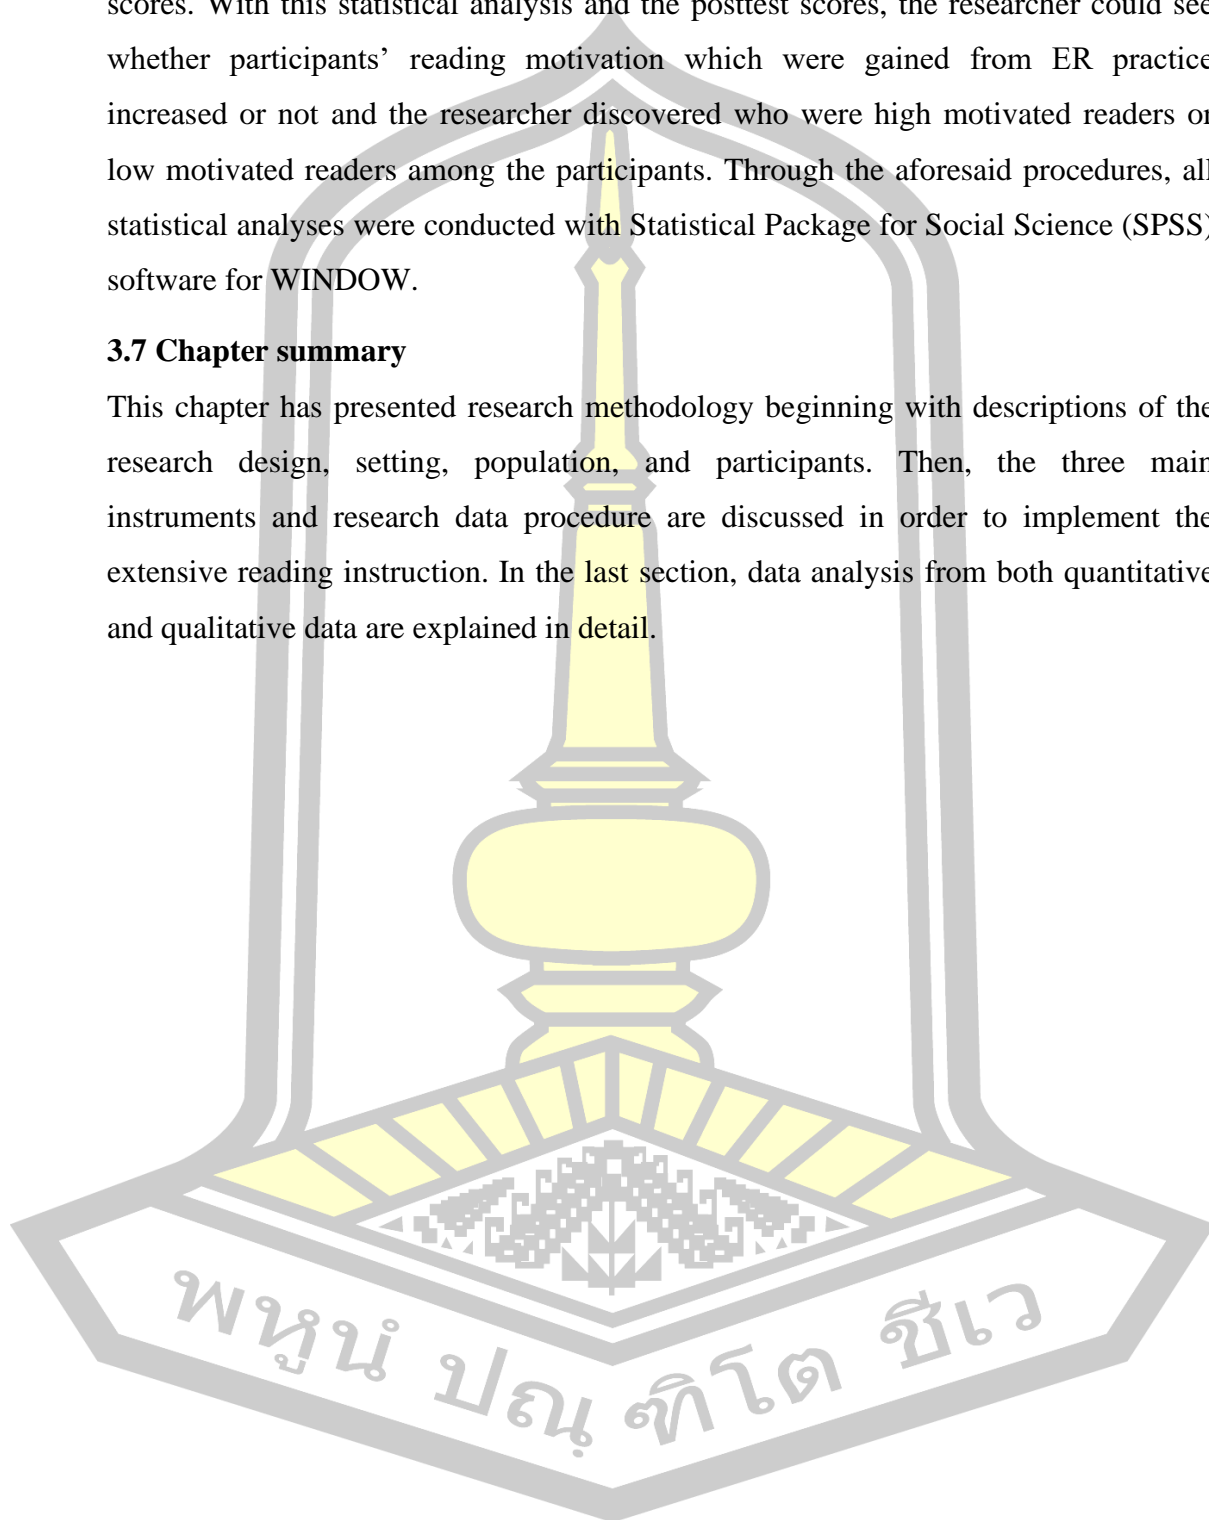 scores. With this statistical analysis and the posttest scores, the researcher could see
whether participants’ reading motivation which were gained from ER practice
increased or not and the researcher discovered who were high motivated readers or
low motivated readers among the participants. Through the aforesaid procedures, all
statistical analyses were conducted with Statistical Package for Social Science (SPSS)
software for WINDOW.
3.7 Chapter summary
This chapter has presented research methodology beginning with descriptions of the
research design, setting, population, and participants. Then, the three main
instruments and research data procedure are discussed in order to implement the
extensive reading instruction. In the last section, data analysis from both quantitative
and qualitative data are explained in detail.
พหูนํ ปณฺ ฑิโต ชีเว